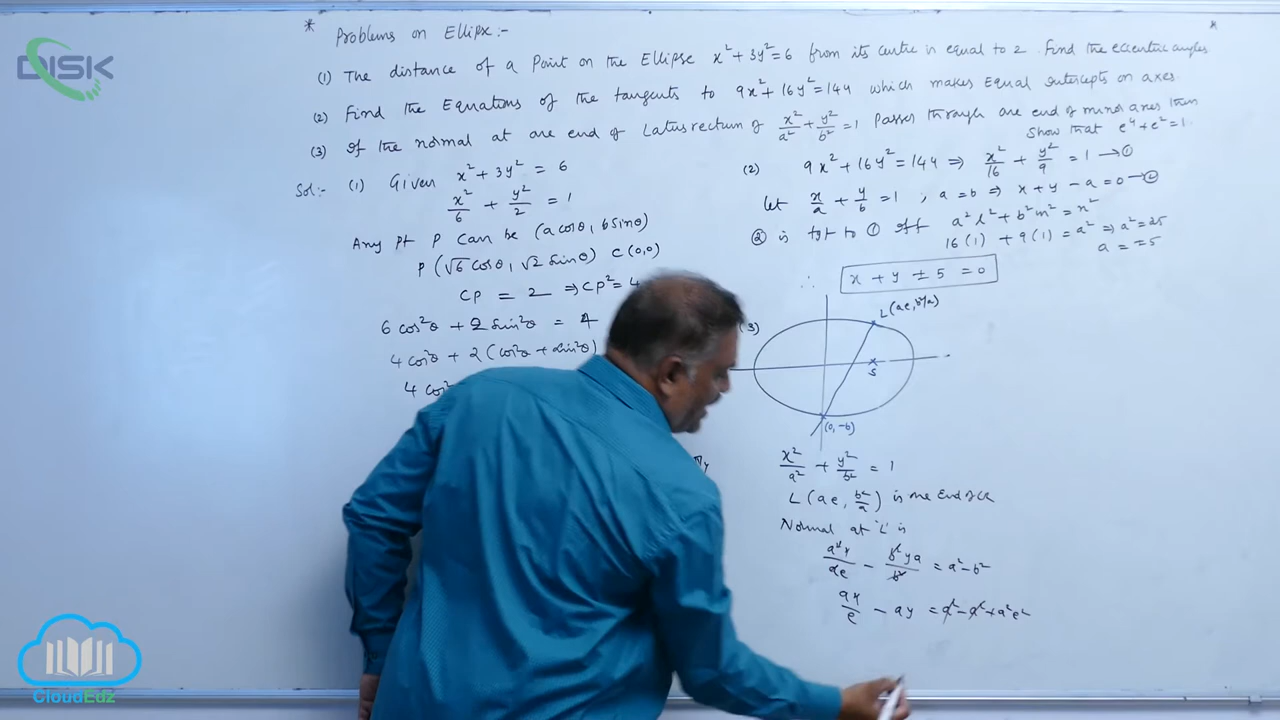 DISK
* Problems on Ellipse:- *
(1) The distance of a Point on the Ellipse x²+3y²=6 from its centre is equal to 2. Find the eccentric angles
(2) Find the Equations of the tangents to 9x²+16y²=144 which makes Equal intercepts on axes.
(3) If the normal at one end of Latusrectum of x²/a²+y²/b²=1 Passes through one end of minor axes then
Show that e⁴+e²=1.
Sol:- (1) Given x²+3y² = 6
x²/6 + y²/2 = 1
Any pt P can be (a cosθ, b sinθ)
P(√6 cosθ, √2 sinθ) C(0,0)
CP = 2 ⇒ CP² = 4
6 cos²θ + 2 sin²θ = 4
4 cos²θ + 2(cos²θ + sin²θ)
4 cos²
(2) 9x²+16y²=144 ⇒ x²/16 + y²/9 = 1 →①
Let x/a + y/b = 1 , a=b ⇒ x+y-a=0 →②
② is tgt to ① iff a²l²+b²m²=n²
16(1) + 9(1) = a² ⇒ a²=25
a = ±5
∴ x + y ± 5 = 0
(3)
L(ae, b²/a)
S
(0,-b)
x²/a² + y²/b² = 1
L(ae, b²/a) is one End of LR
Normal at 'L' is
a²x/ae - b²ya/b² = a²-b²
ax/e - ay = a²-a²+a²e²
CloudEdz